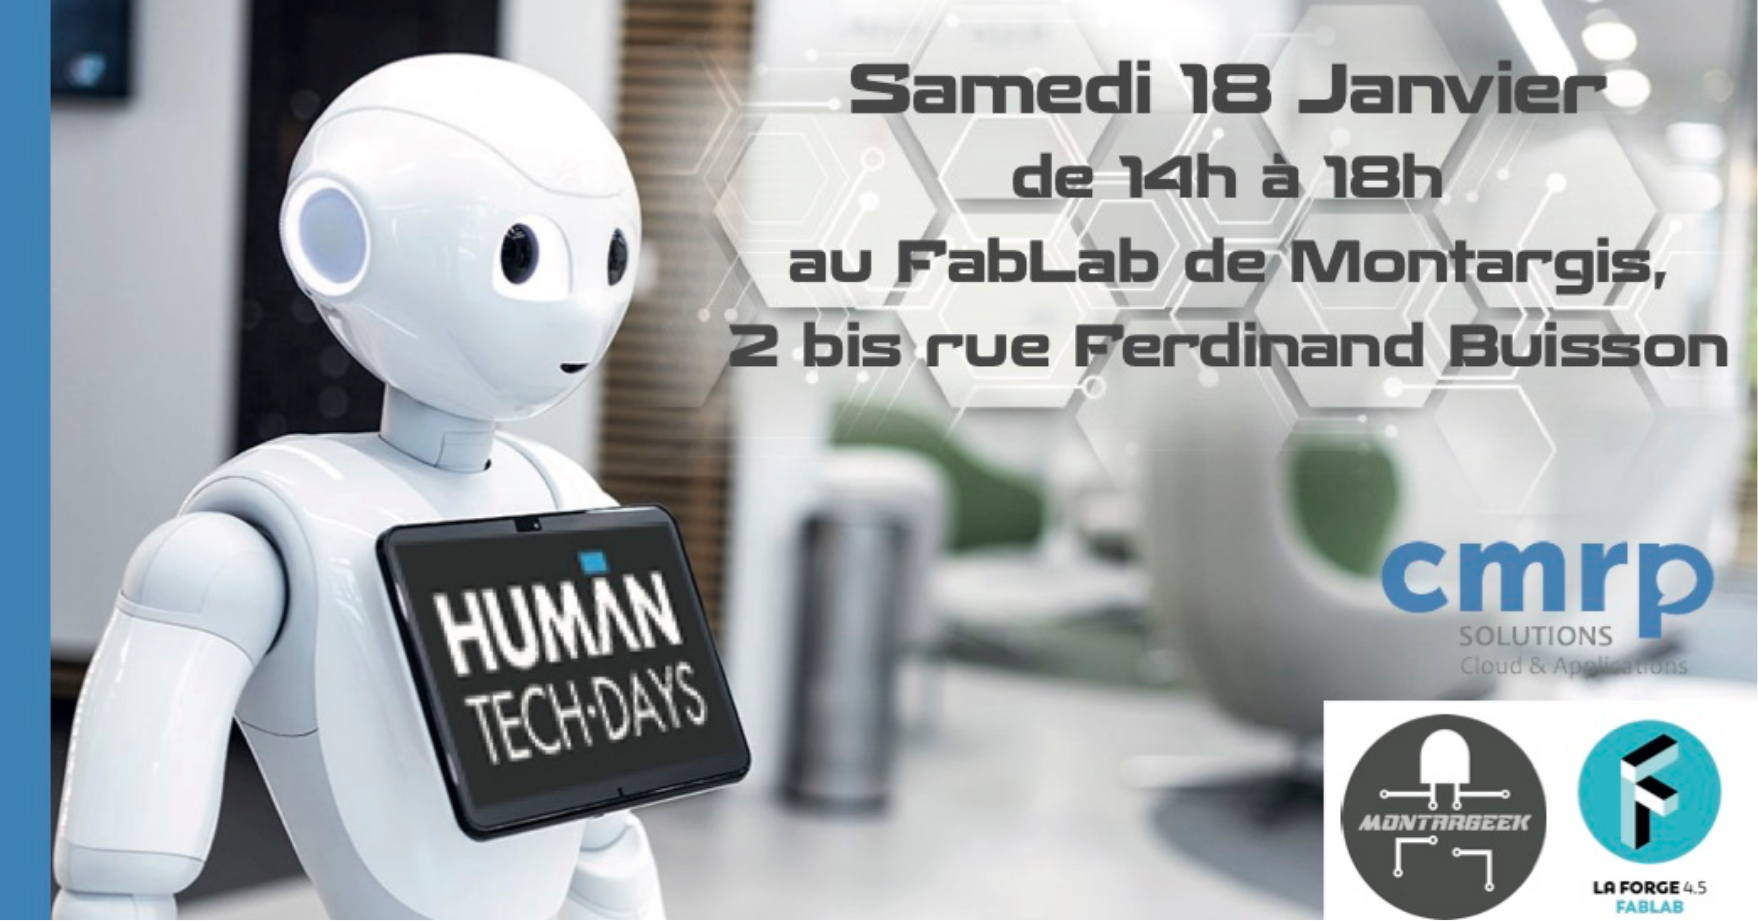 Samedi 18 Janvier
de 14h à 18h
au FabLab de Montargis,
2 bis rue Ferdinand Buisson
HUMAN
TECH·DAYS
cmrp
SOLUTIONS
Cloud & Applications
MONTARGEEK
LA FORGE 4.5
FABLAB